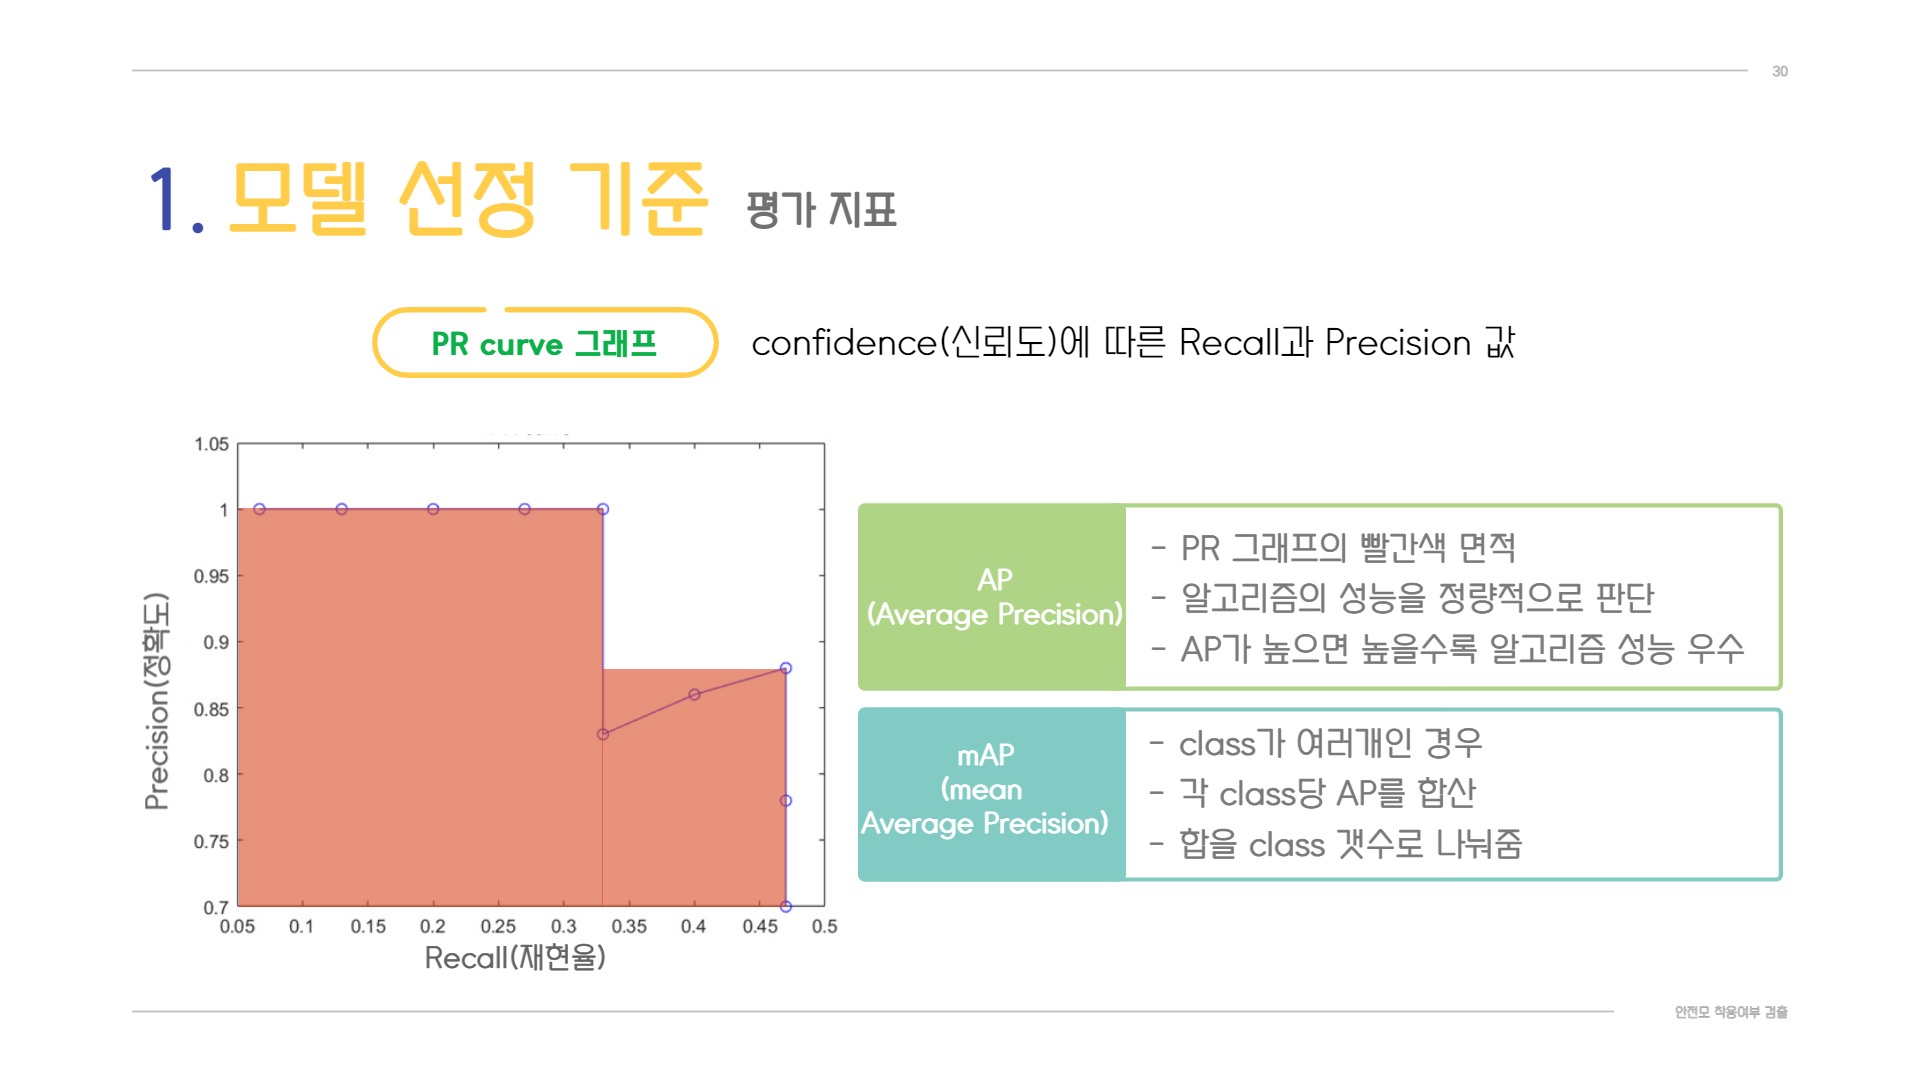 30
1. 모델 선정 기준 평가 지표
PR curve 그래프
confidence(신뢰도)에 따른 Recall과 Precision 값
1.05
1
0.95
0.9
0.85
0.8
0.75
0.7
0.05 0.1 0.15 0.2 0.25 0.3 0.35 0.4 0.45 0.5
Precision(정확도)
Recall(재현율)
AP
(Average Precision)
- PR 그래프의 빨간색 면적
- 알고리즘의 성능을 정량적으로 판단
- AP가 높으면 높을수록 알고리즘 성능 우수
mAP
(mean
Average Precision)
- class가 여러개인 경우
- 각 class당 AP를 합산
- 합을 class 갯수로 나눠줌
안전모 착용여부 검출